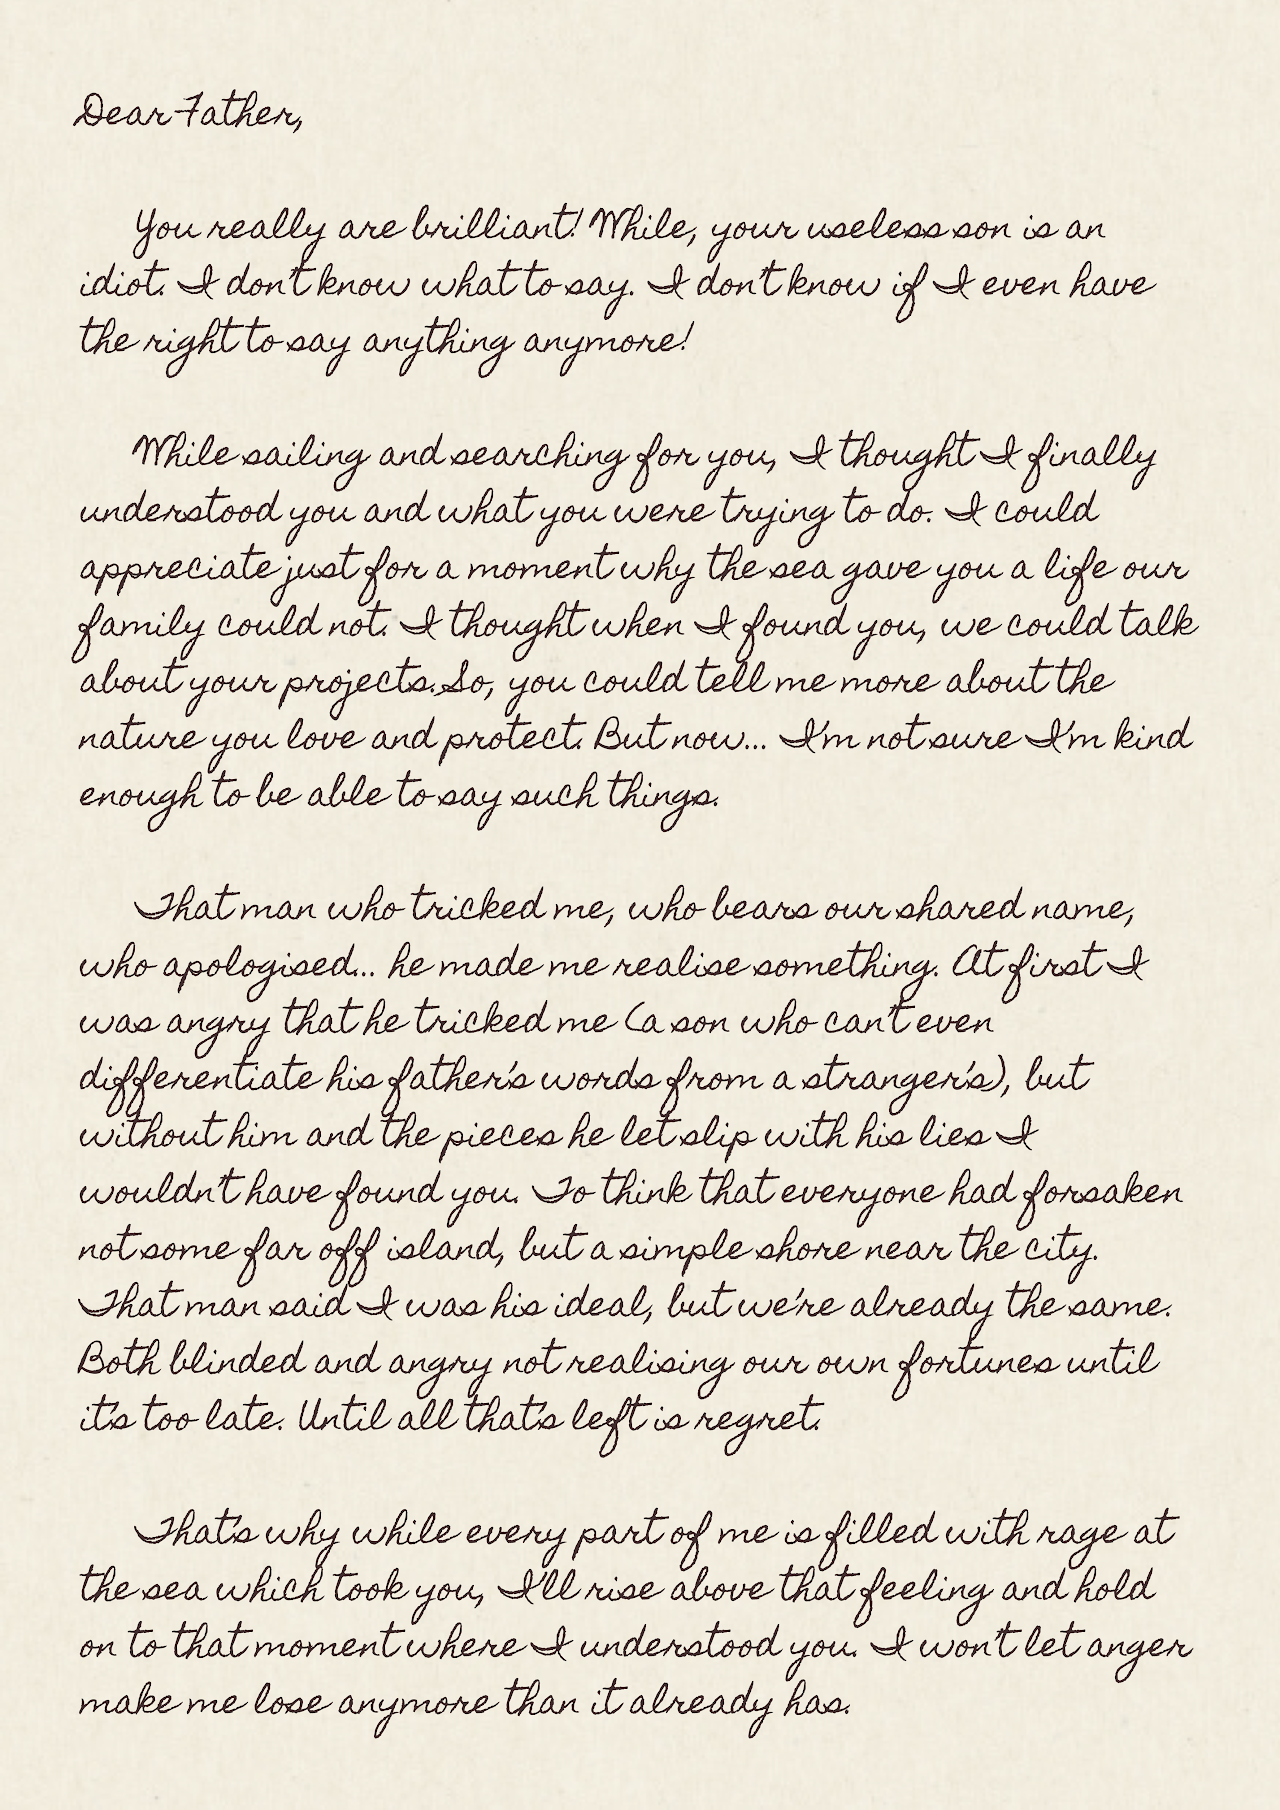 Dear Father,
You really are brilliant! While, your useless son is an
idiot. I don't know what to say. I don't know if I even have
the right to say anything anymore!
While sailing and searching for you, I thought I finally
understood you and what you were trying to do. I could
appreciate just for a moment why the sea gave you a life our
family could not. I thought when I found you, we could talk
about your projects. So, you could tell me more about the
nature you love and protect. But now... I'm not sure I'm kind
enough to be able to say such things.
That man who tricked me, who bears our shared name,
who apologised... he made me realise something. At first I
was angry that he tricked me (a son who can't even
differentiate his father's words from a stranger's), but
without him and the pieces he let slip with his lies I
wouldn't have found you. To think that everyone had forsaken
not some far off island, but a simple shore near the city.
That man said I was his ideal, but we're already the same.
Both blinded and angry not realising our own fortunes until
it's too late. Until all that's left is regret.
That's why while every part of me is filled with rage at
the sea which took you, I'll rise above that feeling and hold
on to that moment where I understood you. I won't let anger
make me lose anymore than it already has.